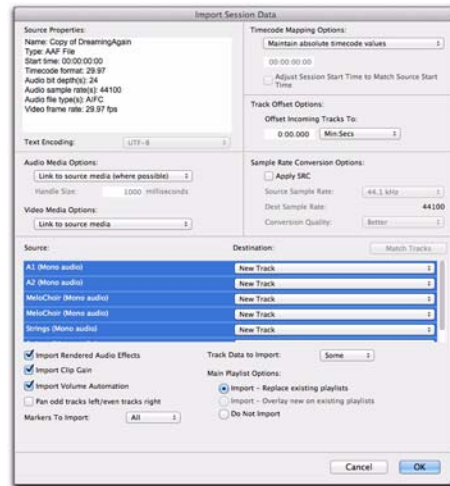 Import Session Data
Source Properties:
Name: Copy of DreamingAgain
Type: AAF File
Start time: 00:00:00:00
Timecode format: 29.97
Audio bit depth(s): 24
Audio sample rate(s): 44100
Audio file type(s): AIFC
Video frame rate: 29.97 fps
Text Encoding: UTF-8
Timecode Mapping Options:
Maintain absolute timecode values
00:00:00:00
Adjust Session Start Time to Match Source Start
Time
Track Offset Options:
Offset Incoming Tracks To:
0:00.000 Min:Secs
Audio Media Options:
Link to source media (where possible)
Handle Size: 1000 milliseconds
Video Media Options:
Link to source media
Sample Rate Conversion Options:
Apply SRC
Source Sample Rate: 44.1 kHz
Dest Sample Rate: 44100
Conversion Quality: Better
Source: Destination: Match Tracks
A1 (Mono audio) New Track
A2 (Mono audio) New Track
MeloChoir (Mono audio) New Track
MeloChoir (Mono audio) New Track
Strings (Mono audio) New Track
Import Rendered Audio Effects
Import Clip Gain
Import Volume Automation
Pan odd tracks left/even tracks right
Markers To Import: All
Track Data to Import: Some
Main Playlist Options:
Import - Replace existing playlists
Import - Overlay new on existing playlists
Do Not Import
Cancel OK